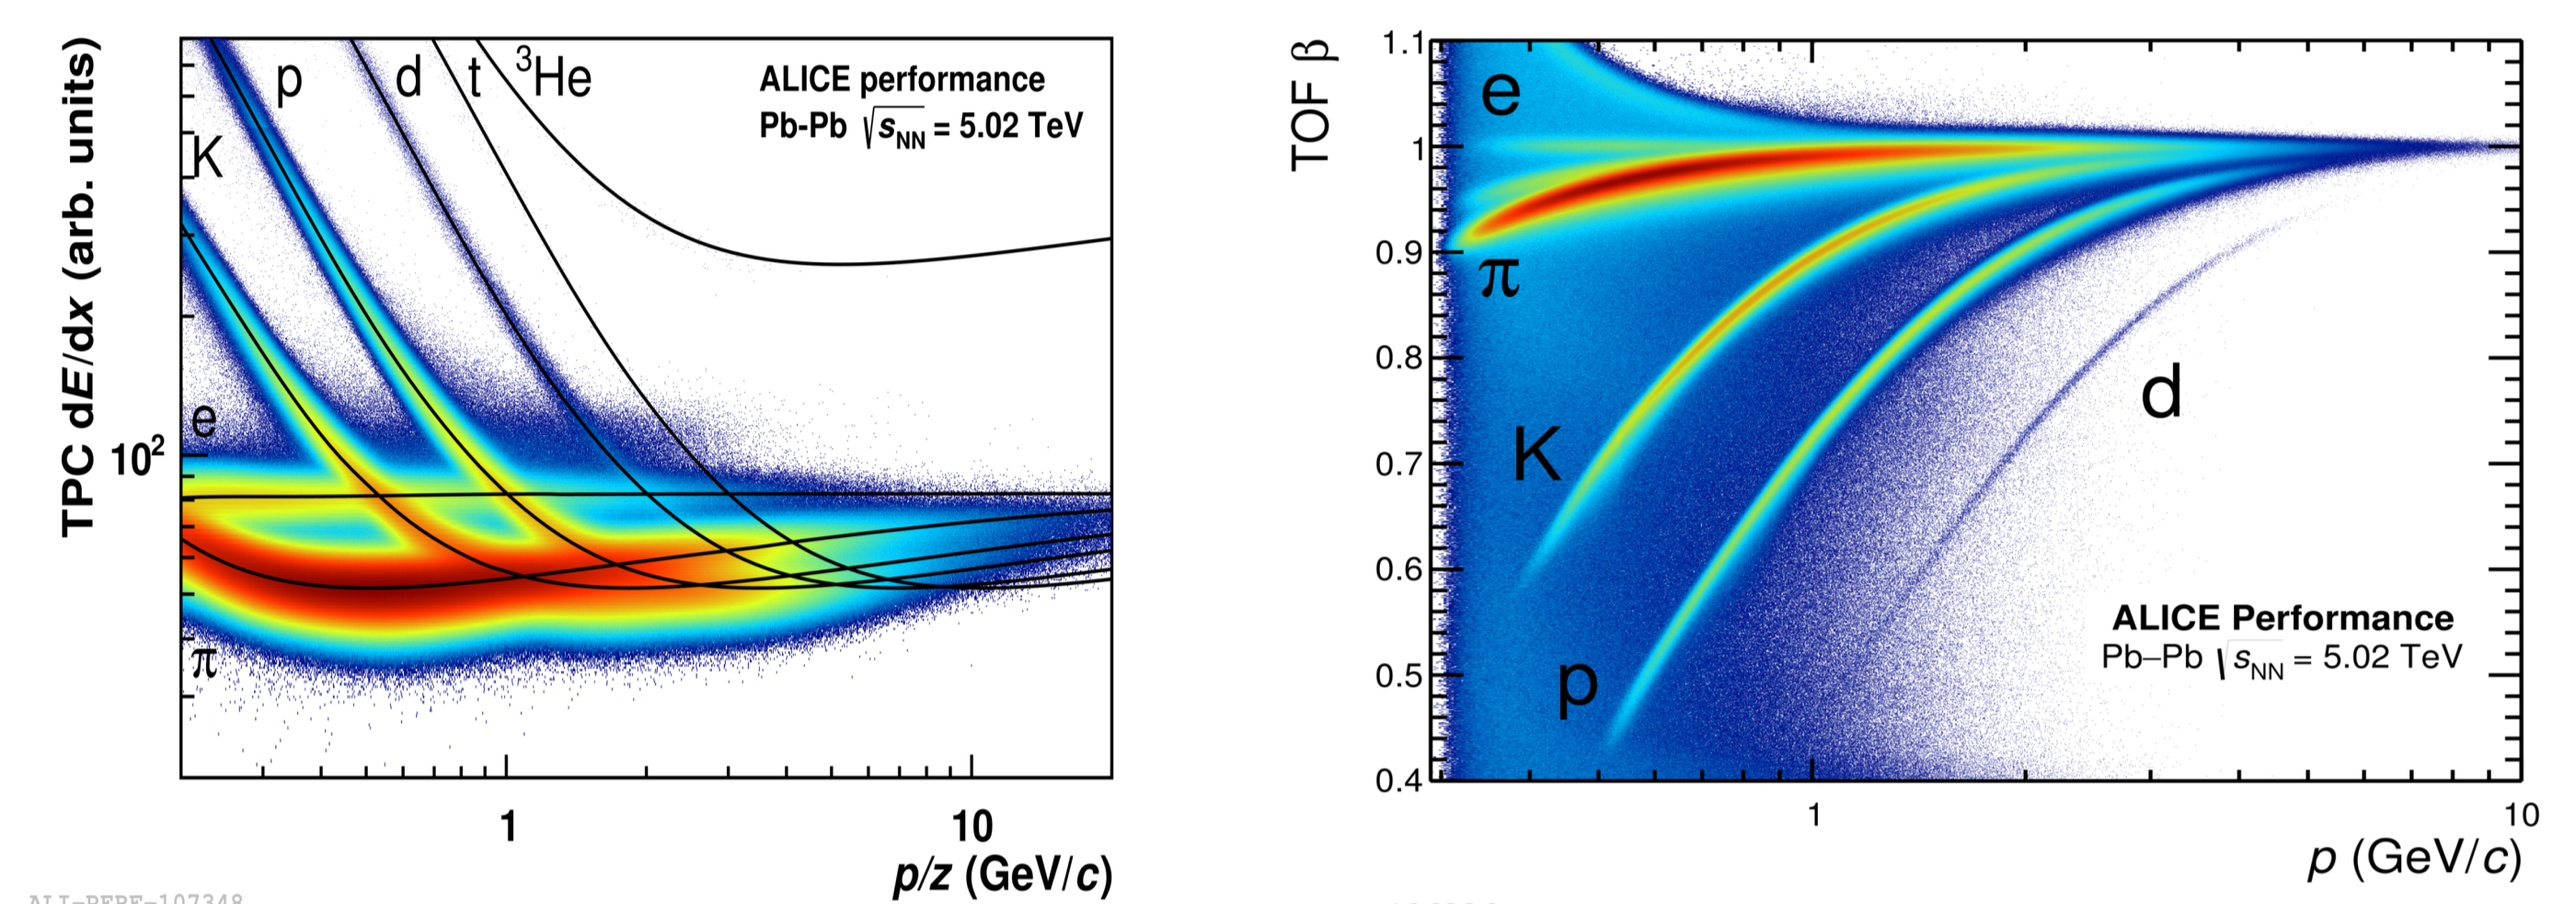 TPC dE/dx (arb. units)
p
d
t
³He
K
e
π
10²
ALICE performance
Pb-Pb √sNN = 5.02 TeV
1
10
p/z (GeV/c)
TOF β
1.1
1
0.9
0.8
0.7
0.6
0.5
0.4
e
π
K
p
d
ALICE Performance
Pb–Pb √sNN = 5.02 TeV
1
10
p (GeV/c)